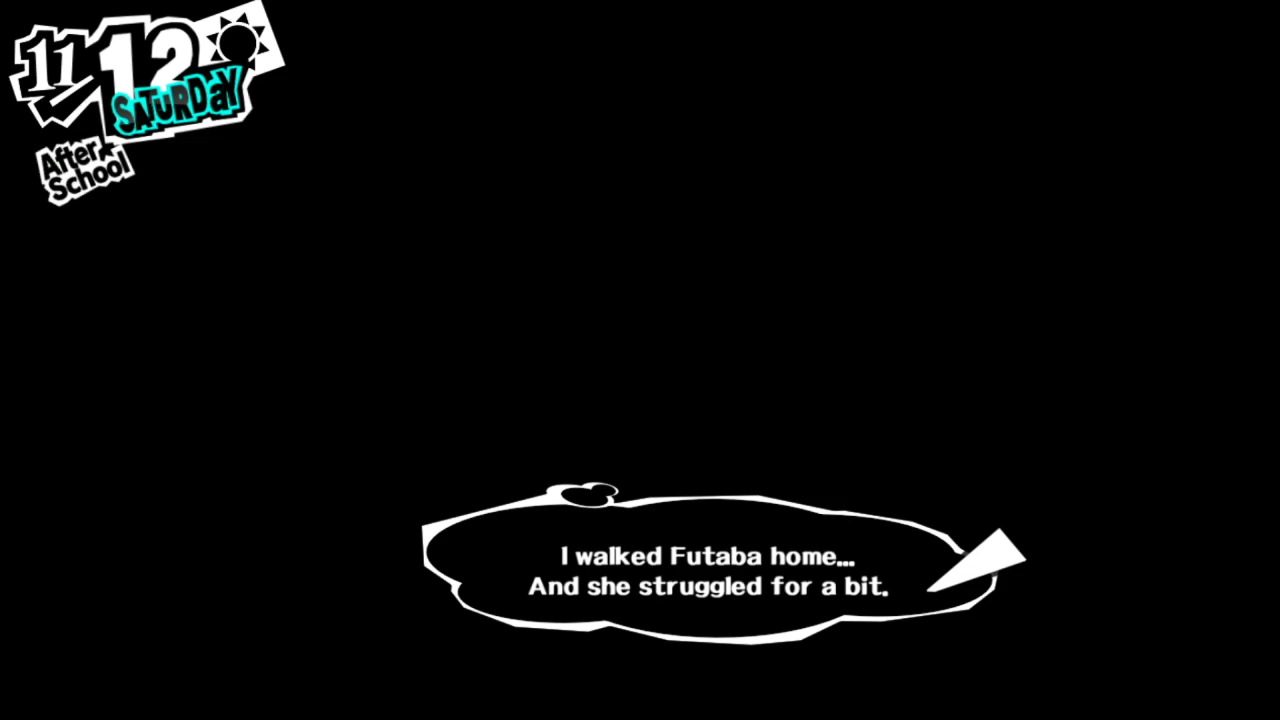 11/12
SATURDAY
After
School
I walked Futaba home...
And she struggled for a bit.